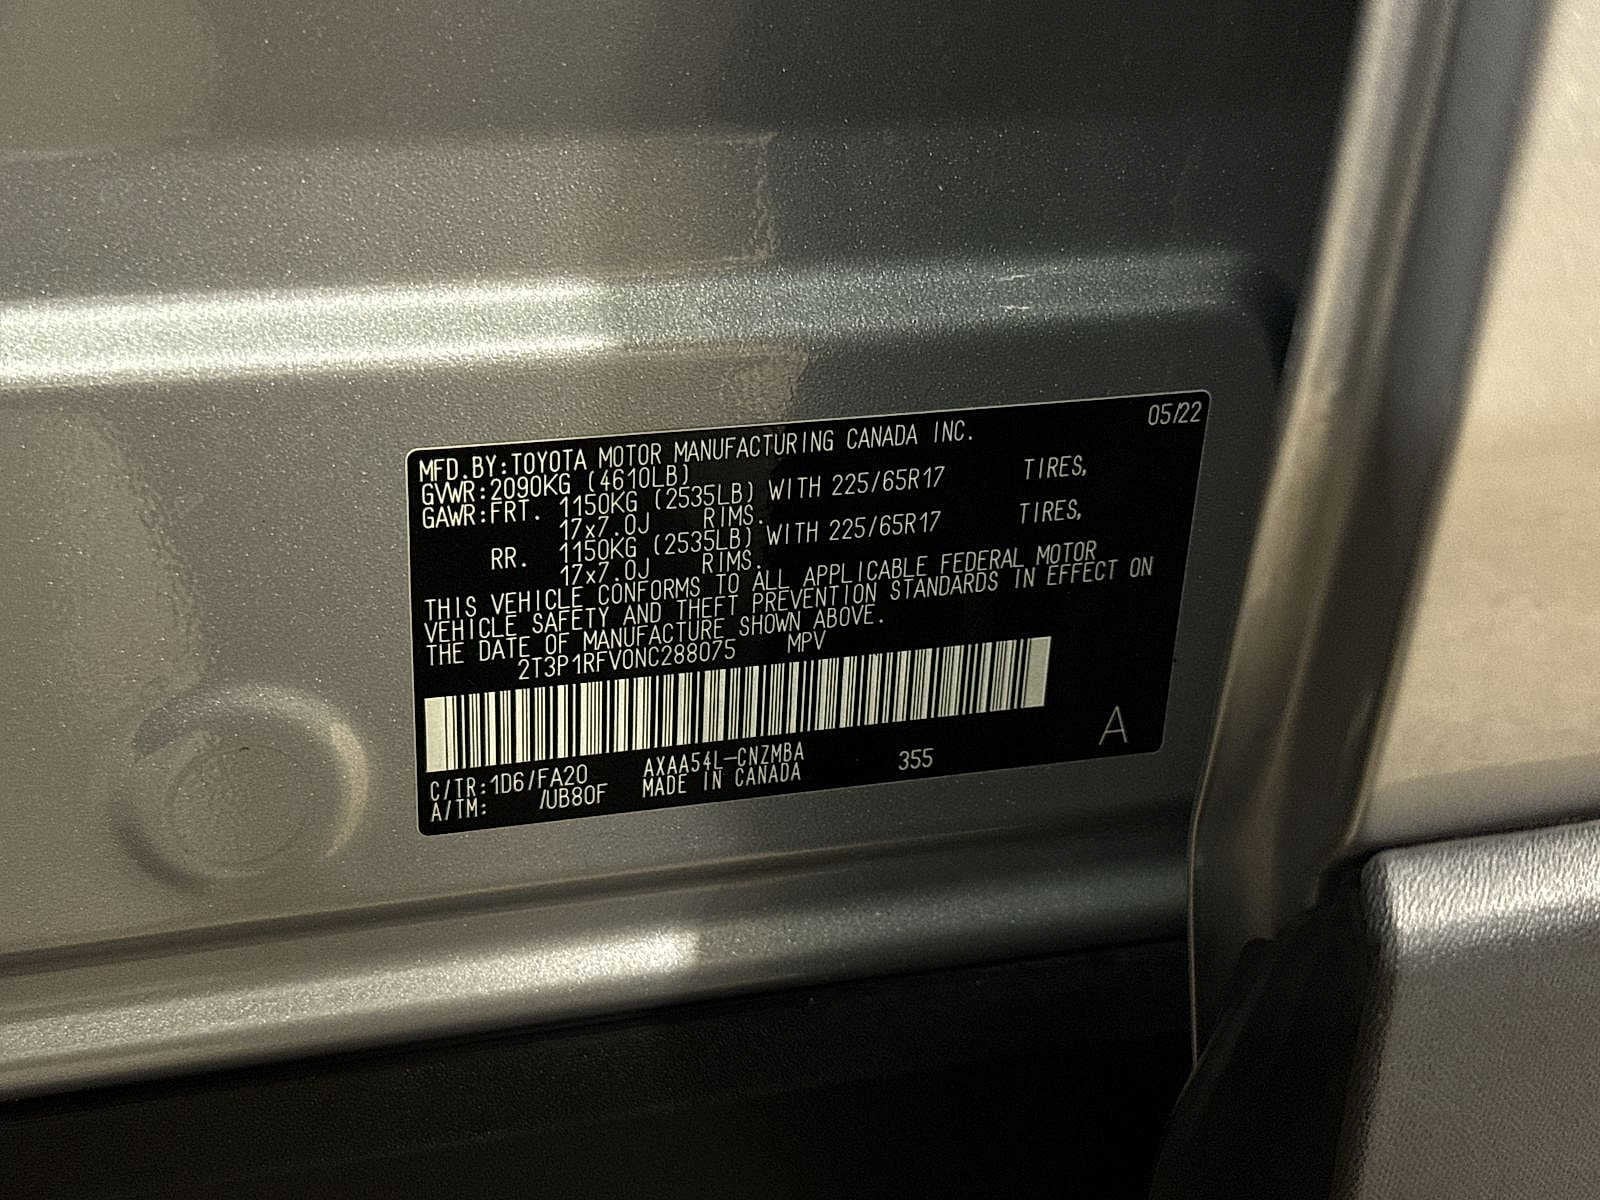 05/22
MFD.BY:TOYOTA MOTOR MANUFACTURING CANADA INC.
GVWR:2090KG (4610LB)
GAWR:FRT. 1150KG (2535LB) WITH 225/65R17 TIRES,
17x7.0J RIMS.
RR. 1150KG (2535LB) WITH 225/65R17 TIRES,
17x7.0J RIMS.
THIS VEHICLE CONFORMS TO ALL APPLICABLE FEDERAL MOTOR
VEHICLE SAFETY AND THEFT PREVENTION STANDARDS IN EFFECT ON
THE DATE OF MANUFACTURE SHOWN ABOVE.
2T3P1RFV0NC288075 MPV
C/TR:1D6/FA20 AXAA54L-CNZMBA 355 A
A/TM: /UB80F MADE IN CANADA